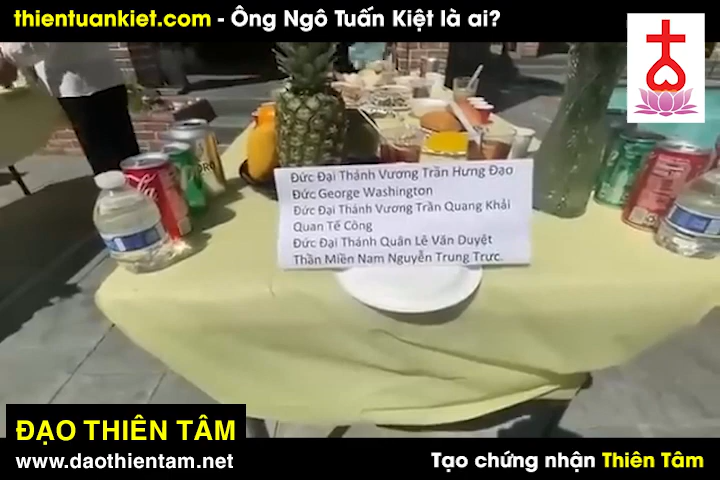 thientuankiet.com - Ông Ngô Tuấn Kiệt là ai?
Đức Đại Thánh Vương Trần Hưng Đạo
Đức George Washington
Đức Đại Thánh Vương Trần Quang Khải
Quan Tế Công
Đức Đại Thánh Quân Lê Văn Duyệt
Thần Miền Nam Nguyễn Trung Trực.
ĐẠO THIÊN TÂM
www.daothientam.net
Tạo chứng nhận Thiên Tâm